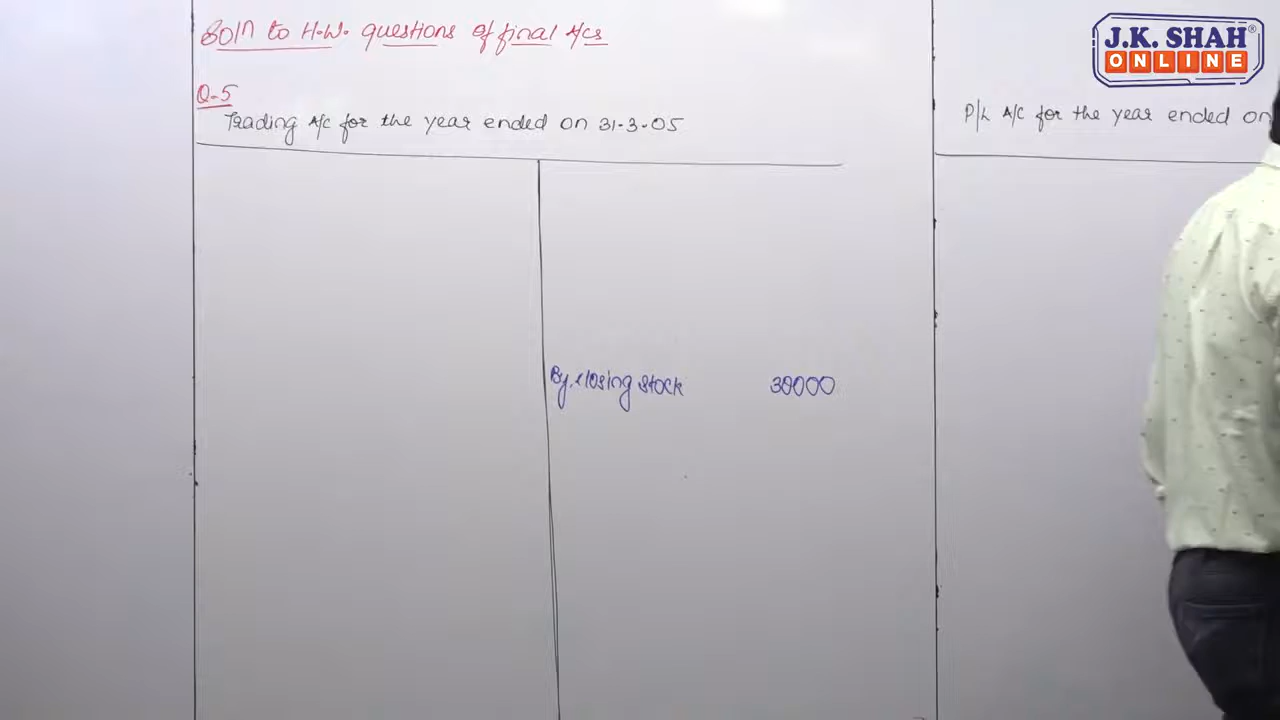 Soln to H.W. questions of final A/cs
J.K. SHAH®
ONLINE
Q-5
Trading A/c for the year ended on 31-3-05
P/L A/c for the year ended on
By. closing stock 30000